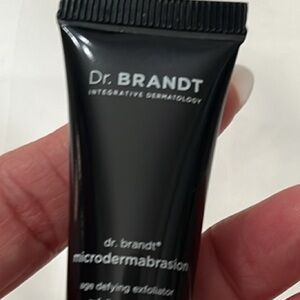 Dr. BRANDT
INTEGRATIVE DERMATOLOGY
dr. brandt®
microdermabrasion
age defying exfoliator